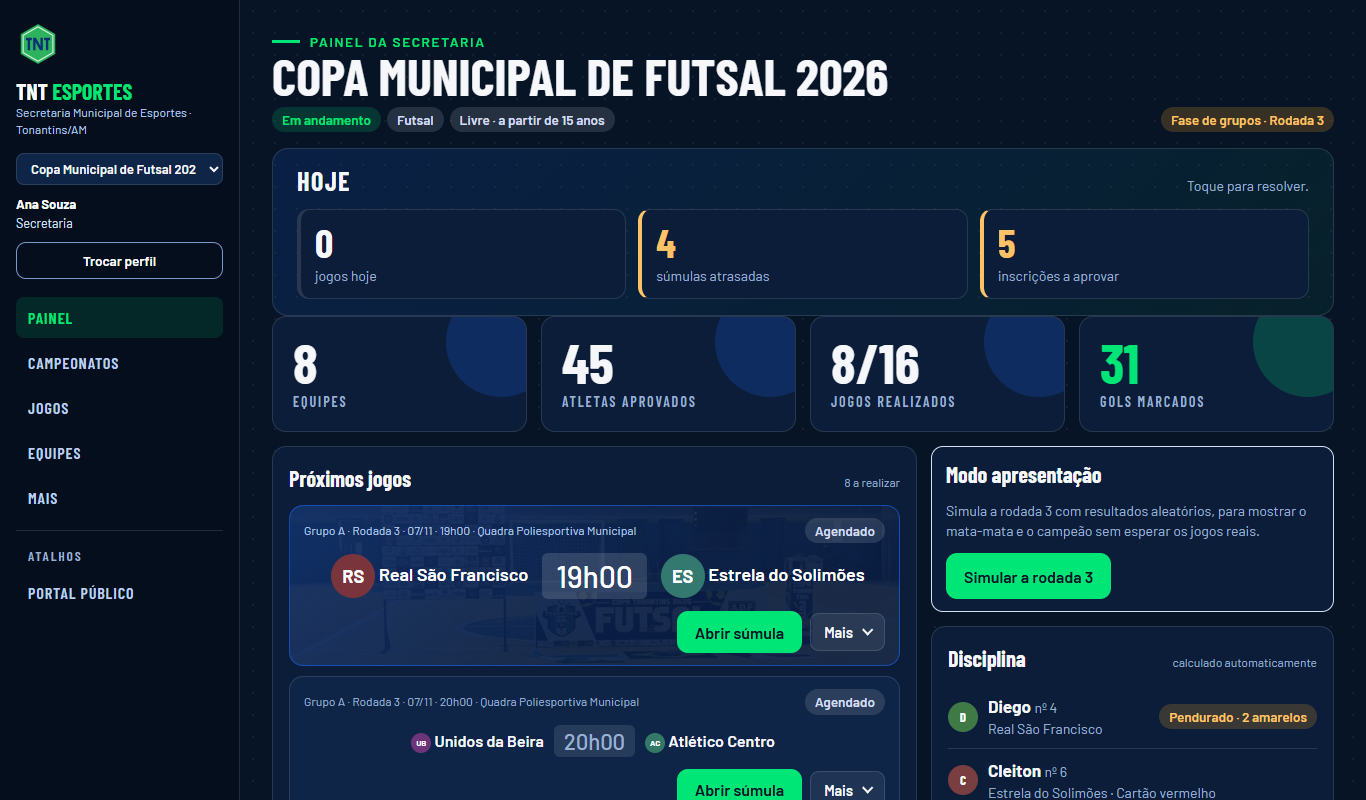 TNT
TNT ESPORTES
Secretaria Municipal de Esportes ·
Tonantins/AM
Copa Municipal de Futsal 202
Ana Souza
Secretaria
Trocar perfil
PAINEL
CAMPEONATOS
JOGOS
EQUIPES
MAIS
ATALHOS
PORTAL PÚBLICO
PAINEL DA SECRETARIA
COPA MUNICIPAL DE FUTSAL 2026
Em andamento
Futsal
Livre · a partir de 15 anos
Fase de grupos · Rodada 3
HOJE
Toque para resolver.
0
jogos hoje
4
súmulas atrasadas
5
inscrições a aprovar
8
EQUIPES
45
ATLETAS APROVADOS
8/16
JOGOS REALIZADOS
31
GOLS MARCADOS
Próximos jogos
8 a realizar
Grupo A · Rodada 3 · 07/11 · 19h00 · Quadra Poliesportiva Municipal
Agendado
RS Real São Francisco 19h00 ES Estrela do Solimões
FUTS
Abrir súmula
Mais
Grupo A · Rodada 3 · 07/11 · 20h00 · Quadra Poliesportiva Municipal
Agendado
UB Unidos da Beira 20h00 AC Atlético Centro
Abrir súmula
Mais
Modo apresentação
Simula a rodada 3 com resultados aleatórios, para mostrar o
mata-mata e o campeão sem esperar os jogos reais.
Simular a rodada 3
Disciplina
calculado automaticamente
D
Diego nº 4
Real São Francisco
Pendurado · 2 amarelos
C
Cleiton nº 6
Estrela do Solimões · Cartão vermelho